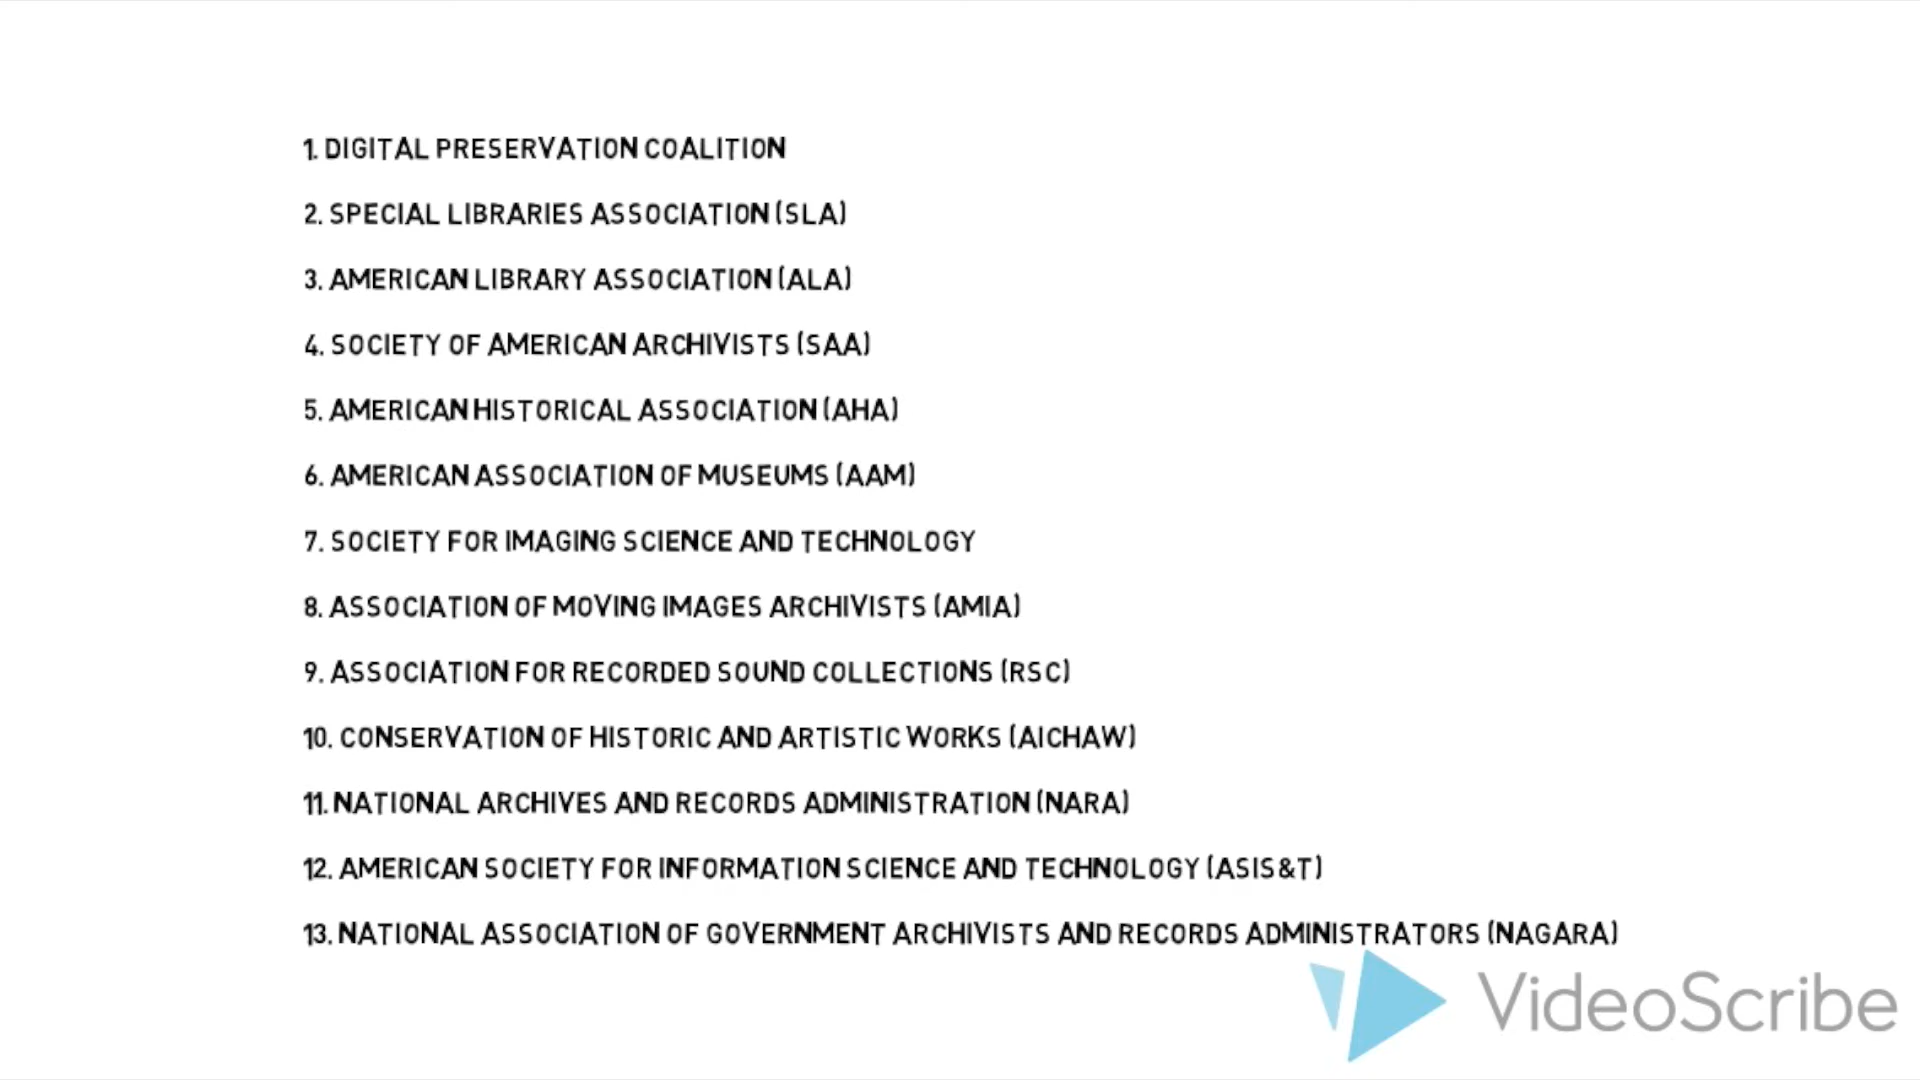 1. DIGITAL PRESERVATION COALITION
2. SPECIAL LIBRARIES ASSOCIATION (SLA)
3. AMERICAN LIBRARY ASSOCIATION (ALA)
4. SOCIETY OF AMERICAN ARCHIVISTS (SAA)
5. AMERICAN HISTORICAL ASSOCIATION (AHA)
6. AMERICAN ASSOCIATION OF MUSEUMS (AAM)
7. SOCIETY FOR IMAGING SCIENCE AND TECHNOLOGY
8. ASSOCIATION OF MOVING IMAGES ARCHIVISTS (AMIA)
9. ASSOCIATION FOR RECORDED SOUND COLLECTIONS (RSC)
10. CONSERVATION OF HISTORIC AND ARTISTIC WORKS (AICHAW)
11. NATIONAL ARCHIVES AND RECORDS ADMINISTRATION (NARA)
12. AMERICAN SOCIETY FOR INFORMATION SCIENCE AND TECHNOLOGY (ASIS&T)
13. NATIONAL ASSOCIATION OF GOVERNMENT ARCHIVISTS AND RECORDS ADMINISTRATORS (NAGARA)
VideoScribe